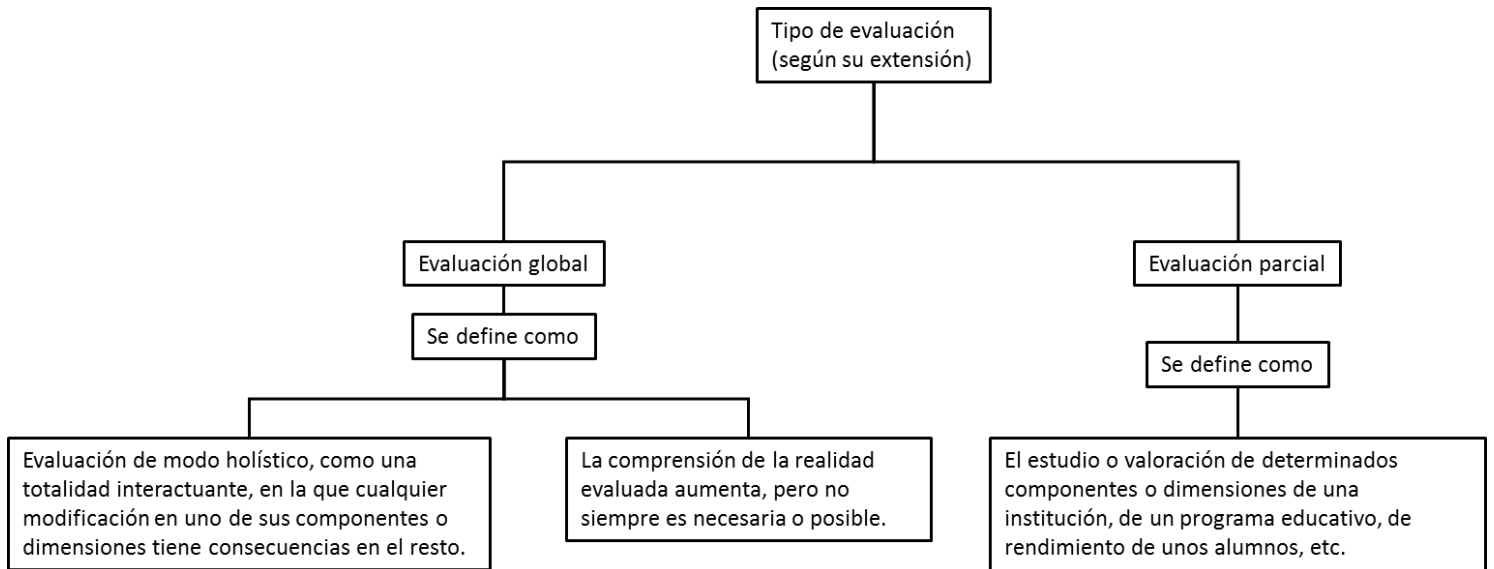 Tipo de evaluación
(según su extensión)
Evaluación global
Se define como
Evaluación de modo holístico, como una
totalidad interactuante, en la que cualquier
modificación en uno de sus componentes o
dimensiones tiene consecuencias en el resto.
La comprensión de la realidad
evaluada aumenta, pero no
siempre es necesaria o posible.
Evaluación parcial
Se define como
El estudio o valoración de determinados
componentes o dimensiones de una
institución, de un programa educativo, de
rendimiento de unos alumnos, etc.